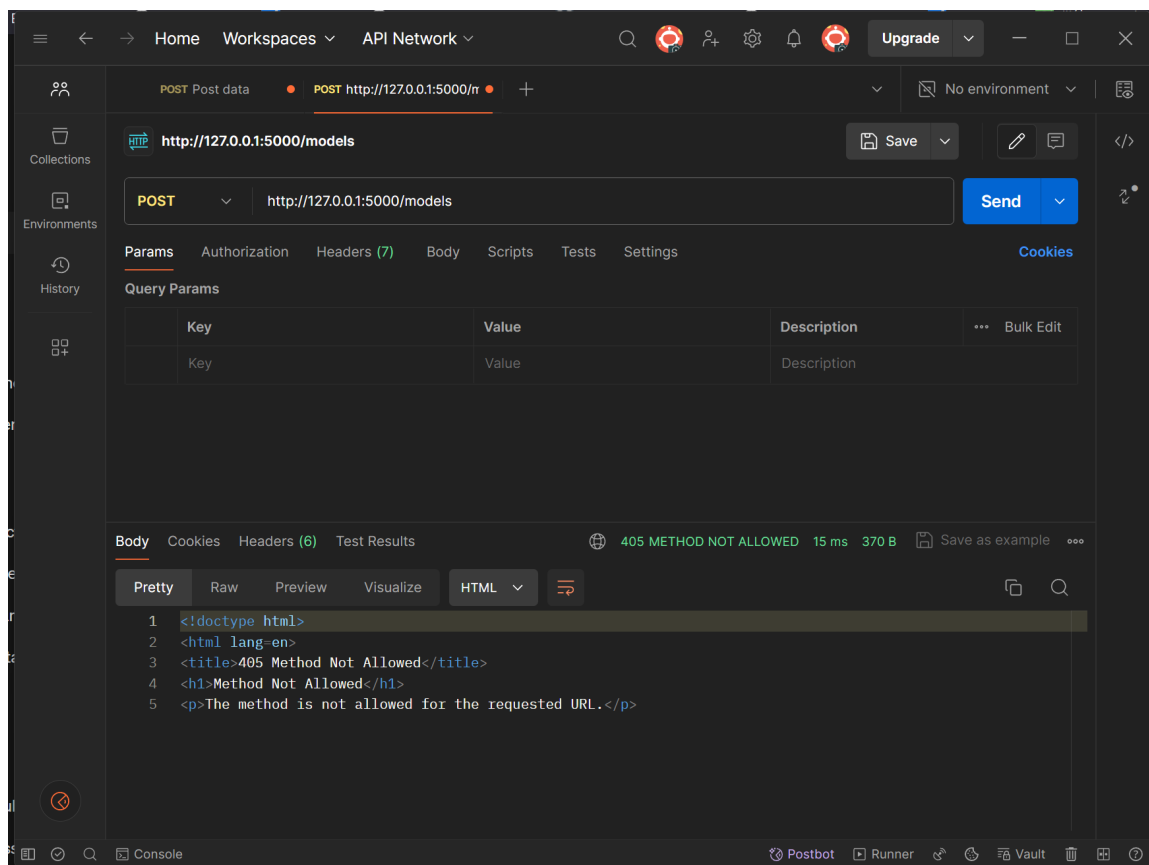 Home Workspaces API Network Upgrade
POST Post data POST http://127.0.0.1:5000/m No environment
Collections
Environments
History
HTTP http://127.0.0.1:5000/models Save
POST http://127.0.0.1:5000/models Send
Params Authorization Headers (7) Body Scripts Tests Settings Cookies
Query Params
Key Value Description Bulk Edit
Key Value Description
Body Cookies Headers (6) Test Results 405 METHOD NOT ALLOWED 15 ms 370 B Save as example
Pretty Raw Preview Visualize HTML
1 <!doctype html>
2 <html lang=en>
3 <title>405 Method Not Allowed</title>
4 <h1>Method Not Allowed</h1>
5 <p>The method is not allowed for the requested URL.</p>
Console Postbot Runner Vault